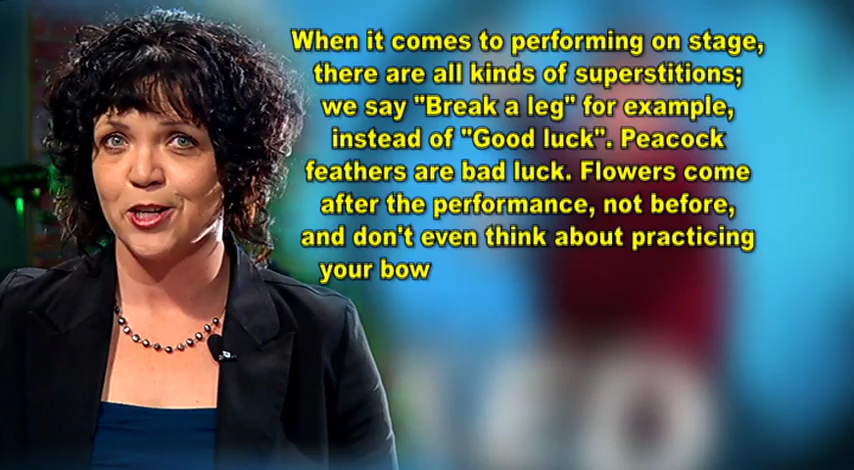 When it comes to performing on stage,
there are all kinds of superstitions;
we say "Break a leg" for example,
instead of "Good luck". Peacock
feathers are bad luck. Flowers come
after the performance, not before,
and don't even think about practicing
your bow